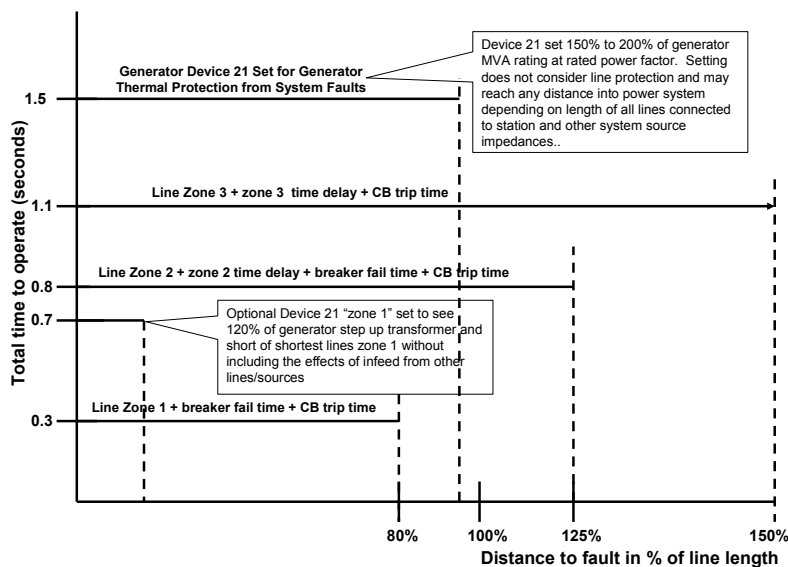 Device 21 set 150% to 200% of generator
MVA rating at rated power factor. Setting
does not consider line protection and may
reach any distance into power system
depending on length of all lines connected
to station and other system source
impedances..
Generator Device 21 Set for Generator
Thermal Protection from System Faults
1.5
Line Zone 3 + zone 3 time delay + CB trip time
1.1
Line Zone 2 + zone 2 time delay + breaker fail time + CB trip time
0.8
0.7
Optional Device 21 “zone 1” set to see
120% of generator step up transformer and
short of shortest lines zone 1 without
including the effects of infeed from other
lines/sources
Line Zone 1 + breaker fail time + CB trip time
0.3
Total time to operate (seconds)
80%
100%
125%
150%
Distance to fault in % of line length